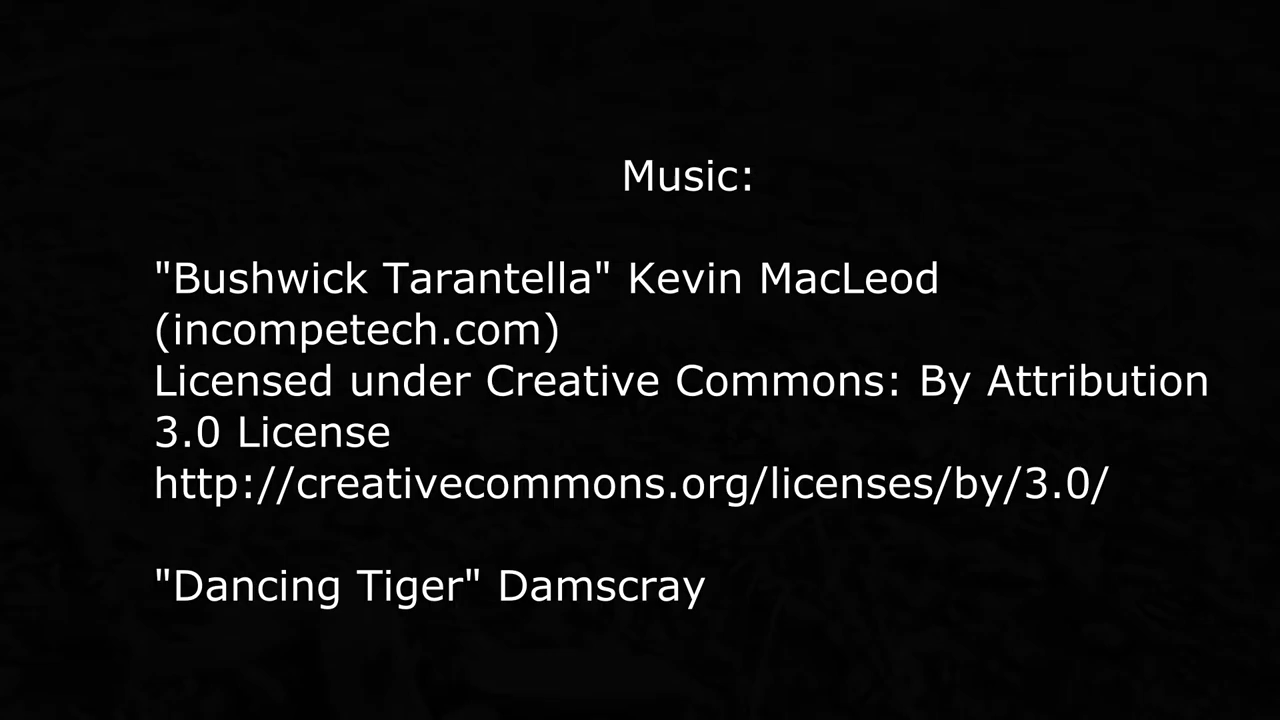 Music:
"Bushwick Tarantella" Kevin MacLeod
(incompetech.com)
Licensed under Creative Commons: By Attribution
3.0 License
http://creativecommons.org/licenses/by/3.0/
"Dancing Tiger" Damscray